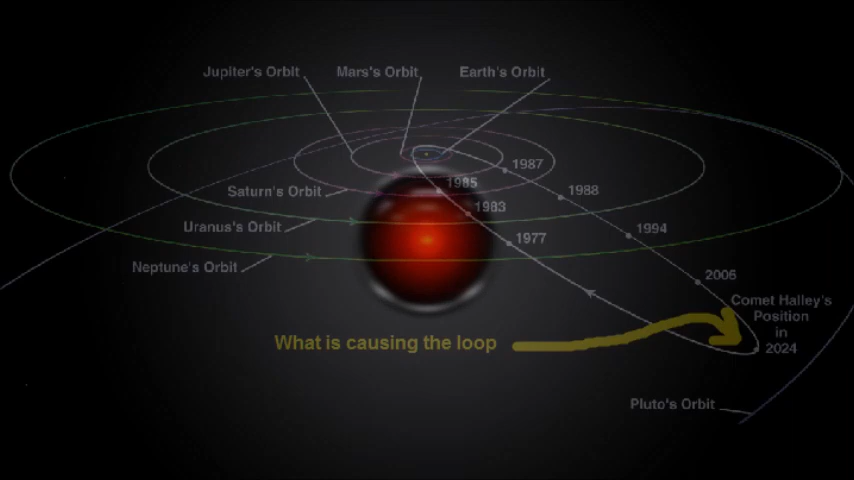 Jupiter's Orbit
Mars's Orbit
Earth's Orbit
1987
1985
1988
Saturn's Orbit
1983
Uranus's Orbit
1977
1994
Neptune's Orbit
2005
Comet Halley's
Position
in
2024
What is causing the loop
Pluto's Orbit